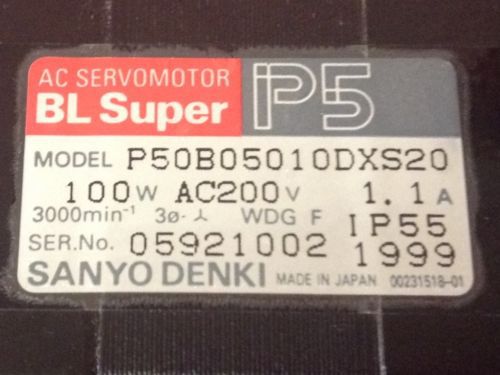 AC SERVOMOTOR
BL Super P5
MODEL P50B05010DXS20
100W AC200V 1.1A
3000min⁻¹ 3ø-⅄ WDG F IP55
SER.No. 05921002 1999
SANYO DENKI MADE IN JAPAN 00231518-01